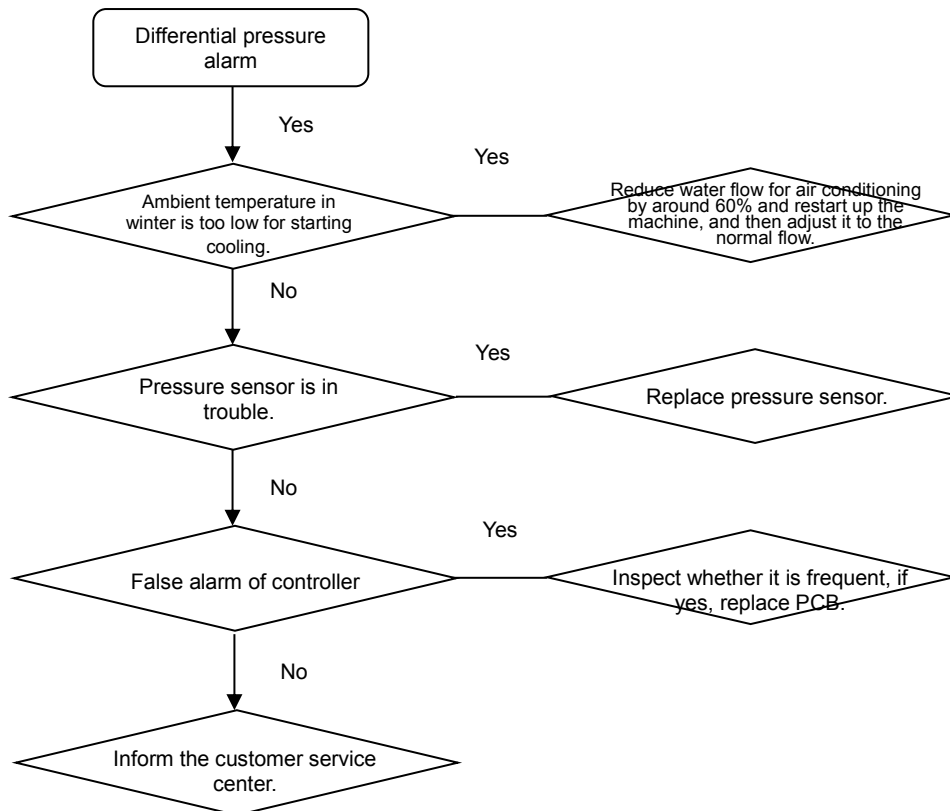 Differential pressure
alarm
Yes
Yes
Ambient temperature in
winter is too low for starting
cooling.
Reduce water flow for air conditioning
by around 60% and restart up the
machine, and then adjust it to the
normal flow.
No
Yes
Pressure sensor is in
trouble.
Replace pressure sensor.
No
Yes
False alarm of controller
Inspect whether it is frequent, if
yes, replace PCB.
No
Inform the customer service
center.